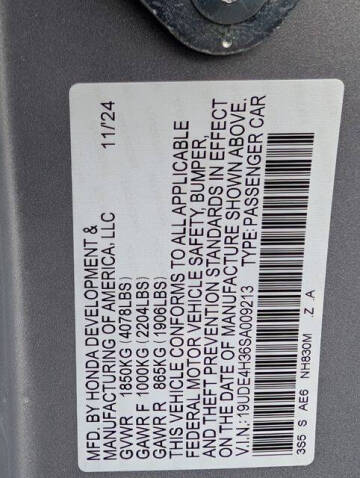 MFD. BY HONDA DEVELOPMENT &
MANUFACTURING OF AMERICA, LLC 11/'24
GAWR 1850KG (4078LBS)
GAWR F 1000KG (2204LBS)
GAWR R 865KG (1906LBS)
THIS VEHICLE CONFORMS TO ALL APPLICABLE
FEDERAL MOTOR VEHICLE SAFETY, BUMPER,
AND THEFT PREVENTION STANDARDS IN EFFECT
ON THE DATE OF MANUFACTURE SHOWN ABOVE.
V.I.N.: 19UDE4H36SA009213 TYPE: PASSENGER CAR
3S5 S AE6 NH830M .Z .A